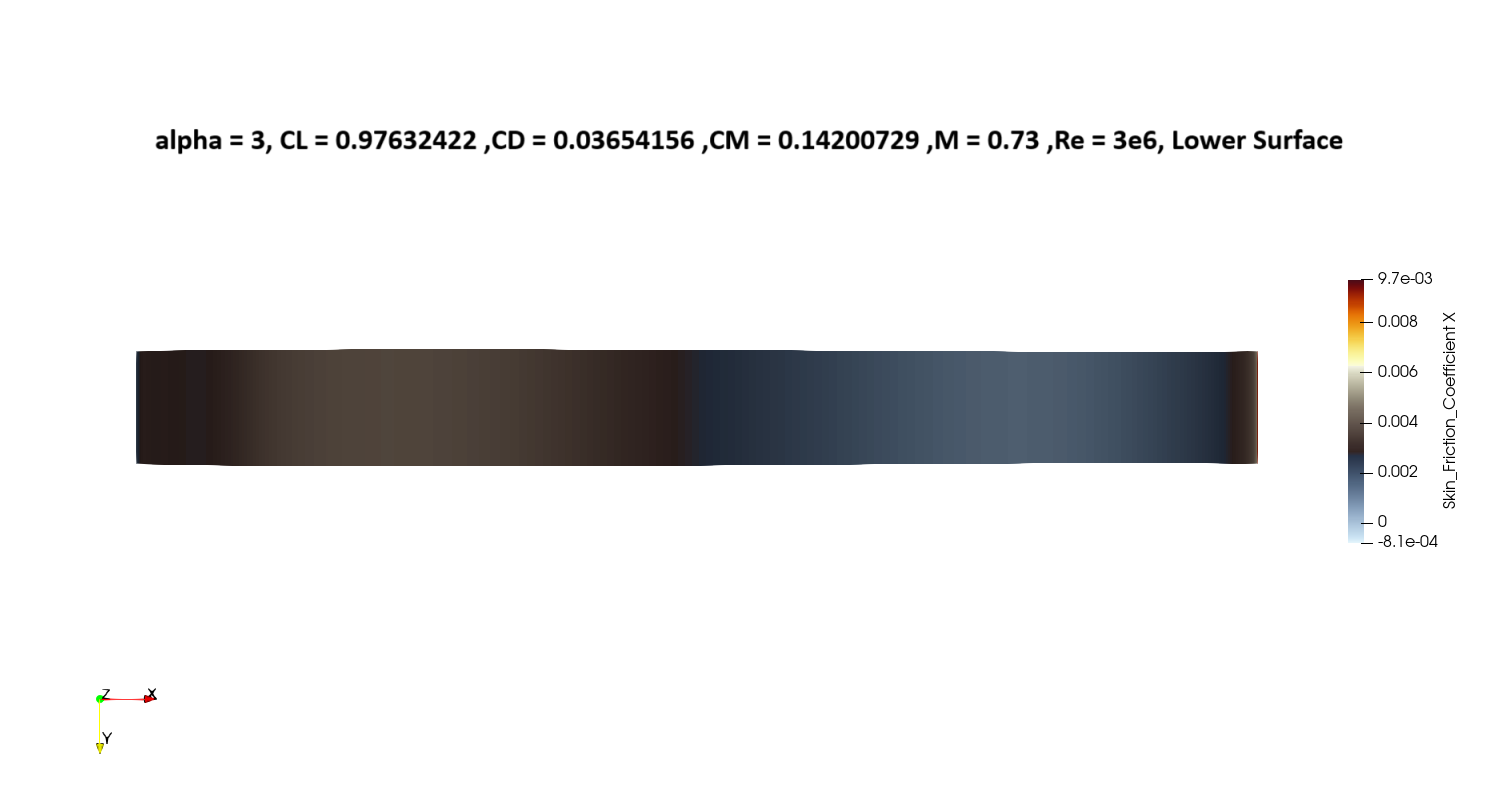 alpha = 3, CL = 0.97632422 ,CD = 0.03654156 ,CM = 0.14200729 ,M = 0.73 ,Re = 3e6, Lower Surface
9.7e-03
0.008
0.006
0.004
0.002
0
-8.1e-04
Skin_Friction_Coefficient X
Z
X
Y